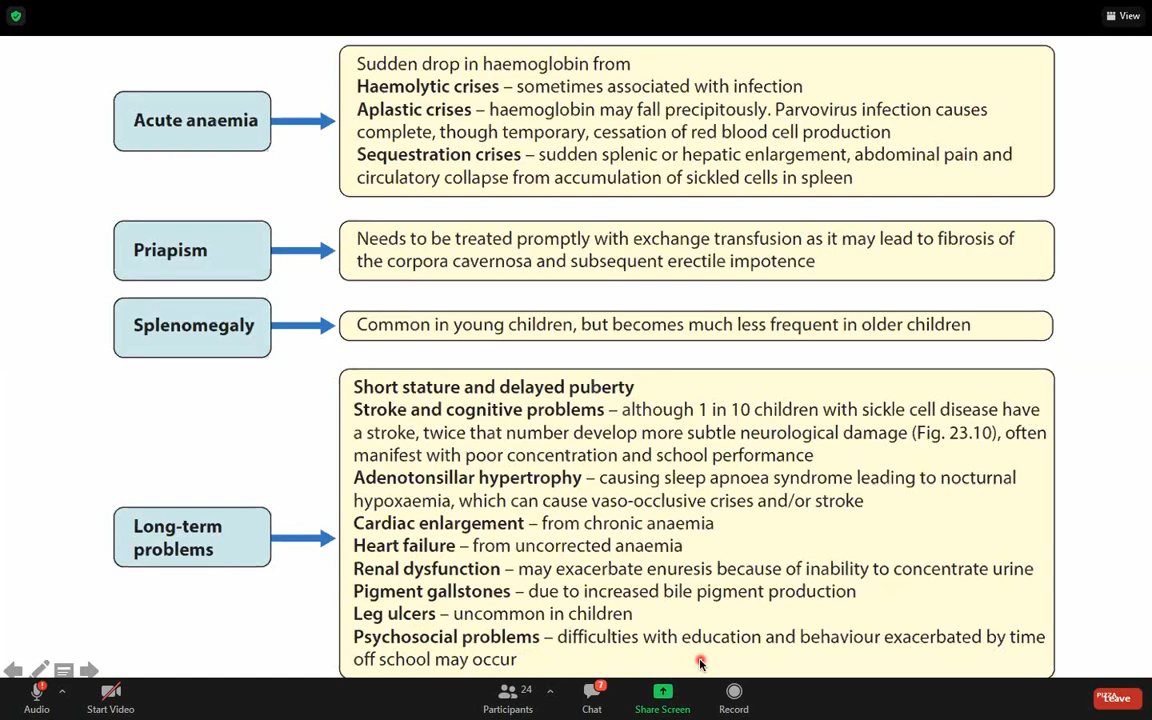 View
Sudden drop in haemoglobin from
Haemolytic crises – sometimes associated with infection
Acute anaemia
Aplastic crises – haemoglobin may fall precipitously. Parvovirus infection causes
complete, though temporary, cessation of red blood cell production
Sequestration crises – sudden splenic or hepatic enlargement, abdominal pain and
circulatory collapse from accumulation of sickled cells in spleen
Priapism
Needs to be treated promptly with exchange transfusion as it may lead to fibrosis of
the corpora cavernosa and subsequent erectile impotence
Splenomegaly
Common in young children, but becomes much less frequent in older children
Long-term
problems
Short stature and delayed puberty
Stroke and cognitive problems – although 1 in 10 children with sickle cell disease have
a stroke, twice that number develop more subtle neurological damage (Fig. 23.10), often
manifest with poor concentration and school performance
Adenotonsillar hypertrophy – causing sleep apnoea syndrome leading to nocturnal
hypoxaemia, which can cause vaso-occlusive crises and/or stroke
Cardiac enlargement – from chronic anaemia
Heart failure – from uncorrected anaemia
Renal dysfunction – may exacerbate enuresis because of inability to concentrate urine
Pigment gallstones – due to increased bile pigment production
Leg ulcers – uncommon in children
Psychosocial problems – difficulties with education and behaviour exacerbated by time
off school may occur
Audio
Start Video
Participants
24
Chat
7
Share Screen
Record
PIZZA
Leave